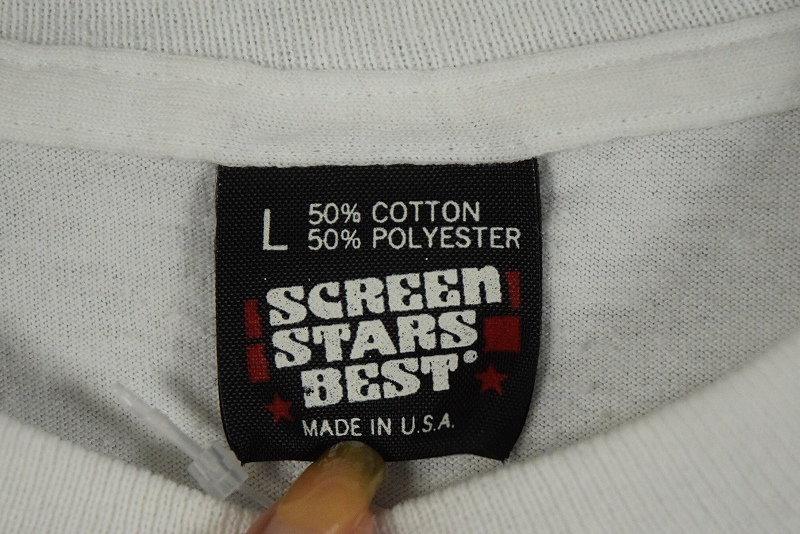 L 50% COTTON
50% POLYESTER
SCREEN
STARS
BEST®
MADE IN U.S.A.